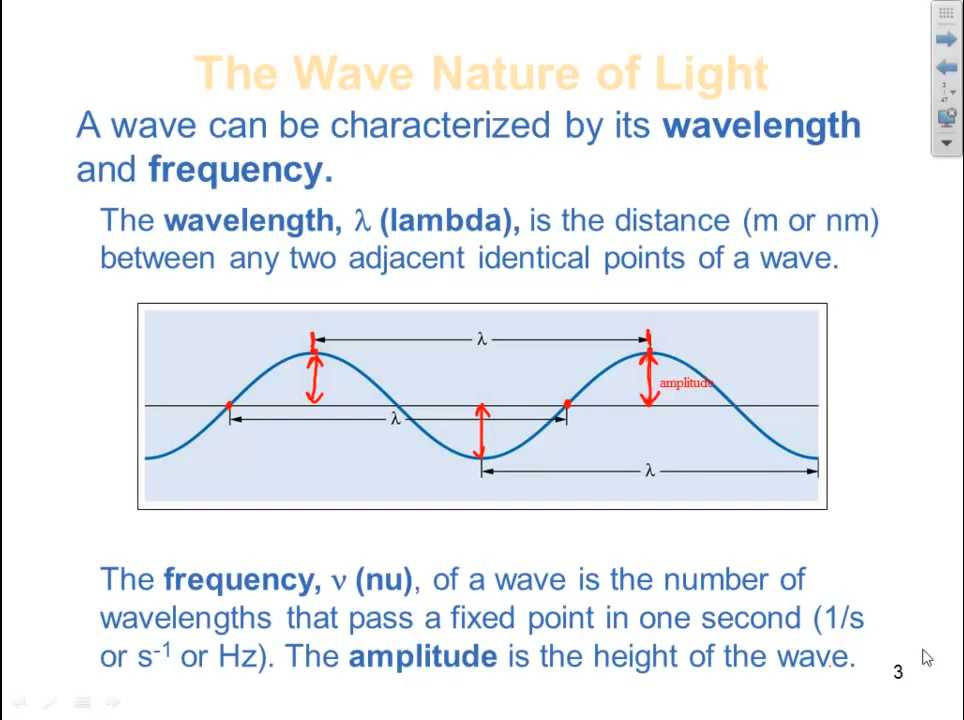 The Wave Nature of Light
A wave can be characterized by its wavelength
and frequency.
The wavelength, λ (lambda), is the distance (m or nm)
between any two adjacent identical points of a wave.
λ
amplitude
λ
λ
The frequency, ν (nu), of a wave is the number of
wavelengths that pass a fixed point in one second (1/s
or s⁻¹ or Hz). The amplitude is the height of the wave.
3